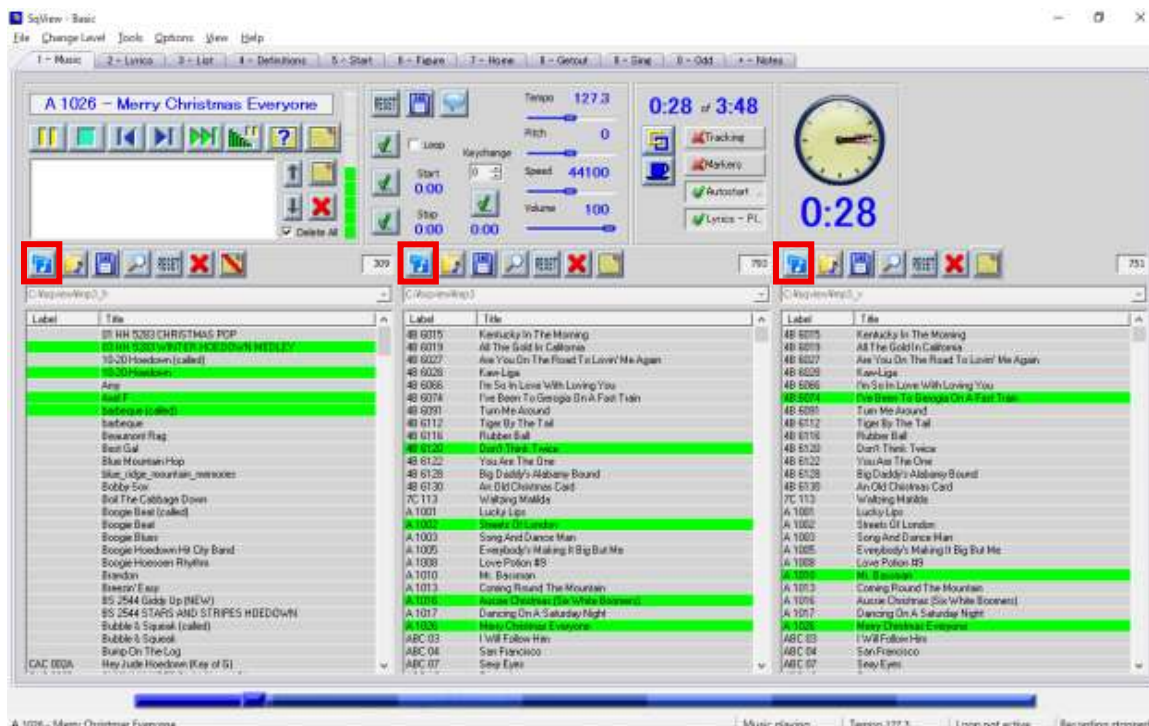 SqView - Basic
File Change Level Tools Options View Help
1 - Music 2 - Lyrics 3 - List 4 - Definitions 5 - Start 6 - Figure 7 - Home 8 - Getout 9 - Sing 0 - Odd + - Notes
A 1026 - Merry Christmas Everyone
Delete All
RESET
Loop
Keychange
0
Start
0:00
Stop
0:00
0:00
Tempo 127.3
Pitch 0
Speed 44100
Volume 100
0:28 of 3:48
Tracking
Markers
Autostart ..
Lyrics - Pl..
0:28
RESET 309
RESET 793
RESET 751
Label Title
01 HH 5283 CHRISTMAS POP
03 HH 5283 WINTER HOEDOWN MEDLEY
10-20 Hoedown (called)
10-20 Hoedown
Amy
Axel F
barbeque (called)
barbeque
Beaumont Rag
Best Gal
Blue Mountain Hop
blue_ridge_mountain_memories
Bobby Sox
Boil The Cabbage Down
Boogie Beat (called)
Boogie Beat
Boogie Blues
Boogie Hoedown Hit City Band
Boogie Rhythm
Brandon
Breezin' Easy
BS 2544 Giddy Up (NEW)
BS 2544 STARS AND STRIPES HOEDOWN
Bubble & Squeak (called)
Bubble & Squeak
Bump On The Log
CAC 002A Hey Jude Hoedown (Key of G)
Label Title
4B 6015 Kentucky In The Morning
4B 6019 All The Gold In California
4B 6027 Are You On The Road To Lovin' Me Again
4B 6028 Kaw-Liga
4B 6066 I'm So In Love With Loving You
4B 6074 I've Been To Georgia On A Fast Train
4B 6091 Turn Me Around
4B 6112 Tiger By The Tail
4B 6116 Rubber Ball
4B 6120 Don't Think Twice
4B 6122 You Are The One
4B 6128 Big Daddy's Alabamy Bound
4B 6130 An Old Christmas Card
7C 113 Waltzing Matilda
A 1001 Lucky Lips
A 1002 Streets Of London
A 1003 Song And Dance Man
A 1005 Everybody's Making It Big But Me
A 1008 Love Potion #9
A 1010 Mr. Bassman
A 1013 Coming Round The Mountain
A 1016 Aussie Christmas (Six White Boomers)
A 1017 Dancing On A Saturday Night
A 1026 Merry Christmas Everyone
ABC 03 I Will Follow Him
ABC 04 San Francisco
ABC 07 Sexy Eyes
Label Title
4B 6015 Kentucky In The Morning
4B 6019 All The Gold In California
4B 6027 Are You On The Road To Lovin' Me Again
4B 6028 Kaw-Liga
4B 6066 I'm So In Love With Loving You
4B 6074 I've Been To Georgia On A Fast Train
4B 6091 Turn Me Around
4B 6112 Tiger By The Tail
4B 6116 Rubber Ball
4B 6120 Don't Think Twice
4B 6122 You Are The One
4B 6128 Big Daddy's Alabamy Bound
4B 6130 An Old Christmas Card
7C 113 Waltzing Matilda
A 1001 Lucky Lips
A 1002 Streets Of London
A 1003 Song And Dance Man
A 1005 Everybody's Making It Big But Me
A 1008 Love Potion #9
A 1010 Mr. Bassman
A 1013 Coming Round The Mountain
A 1016 Aussie Christmas (Six White Boomers)
A 1017 Dancing On A Saturday Night
A 1026 Merry Christmas Everyone
ABC 03 I Will Follow Him
ABC 04 San Francisco
ABC 07 Sexy Eyes
A 1026 - Merry Christmas Everyone Music playing Tempo 127.3 Loop not active Recording stopped